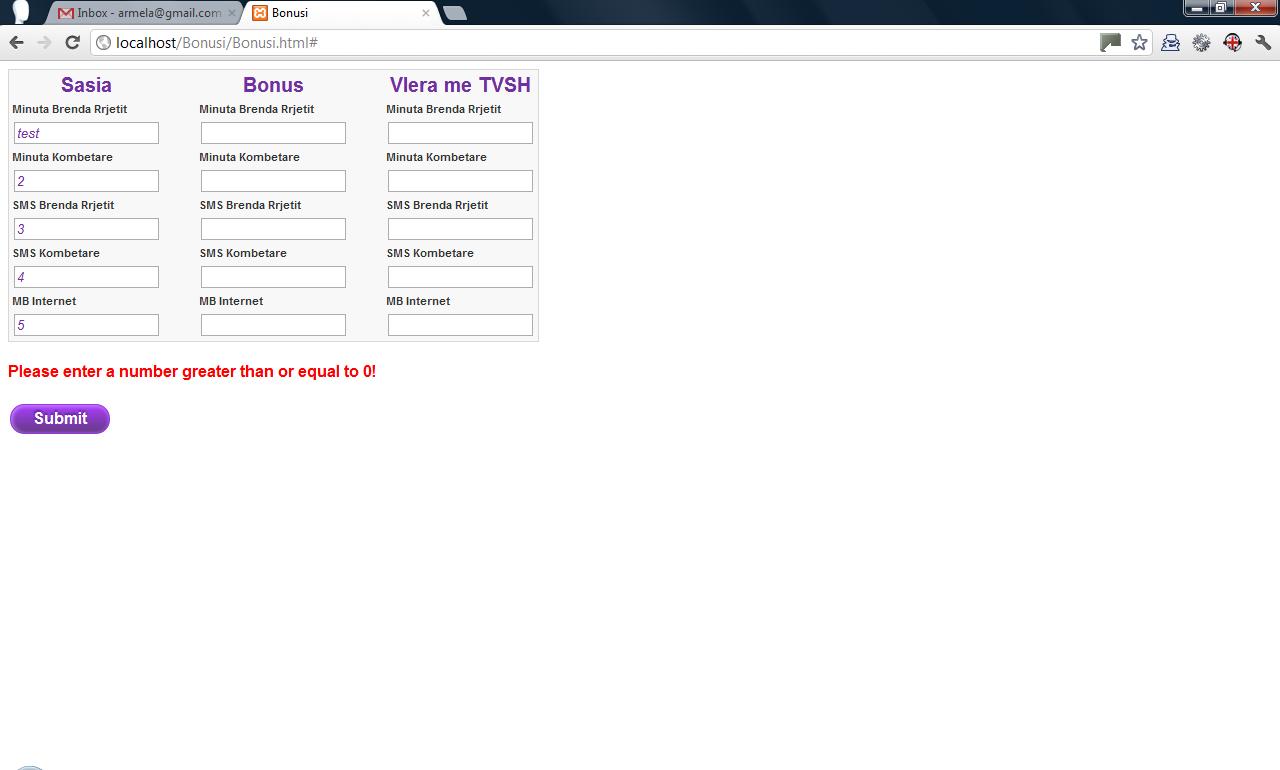 Inbox - armela@gmail.com
Bonusi
localhost/Bonusi/Bonusi.html#
Sasia Bonus Vlera me TVSH
Minuta Brenda Rrjetit Minuta Brenda Rrjetit Minuta Brenda Rrjetit
test
Minuta Kombetare Minuta Kombetare Minuta Kombetare
2
SMS Brenda Rrjetit SMS Brenda Rrjetit SMS Brenda Rrjetit
3
SMS Kombetare SMS Kombetare SMS Kombetare
4
MB Internet MB Internet MB Internet
5
Please enter a number greater than or equal to 0!
Submit